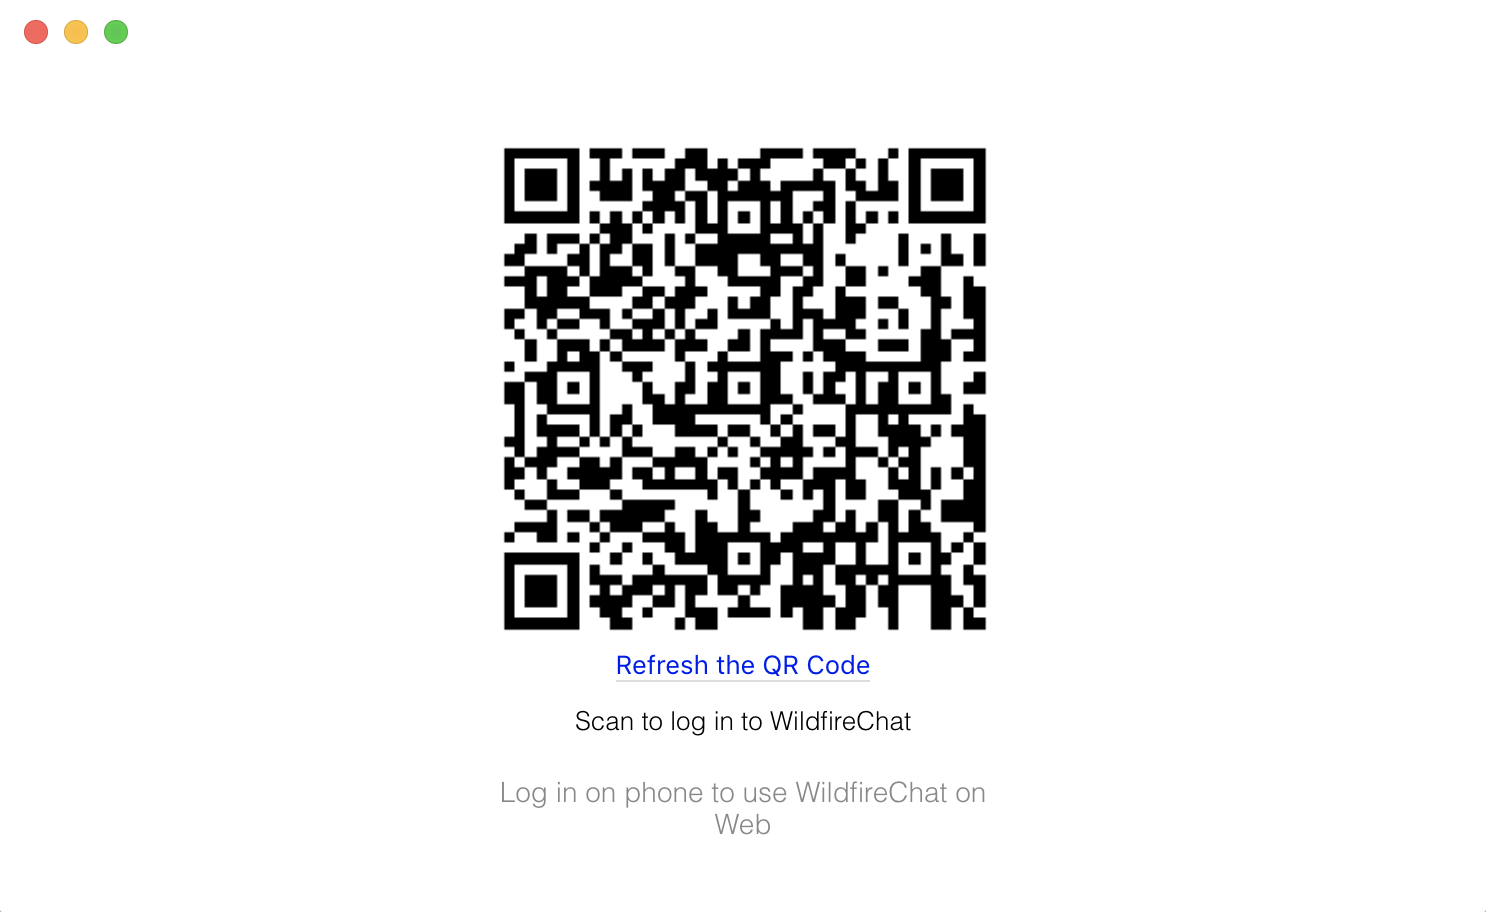 Refresh the QR Code
Scan to log in to WildfireChat
Log in on phone to use WildfireChat on
Web